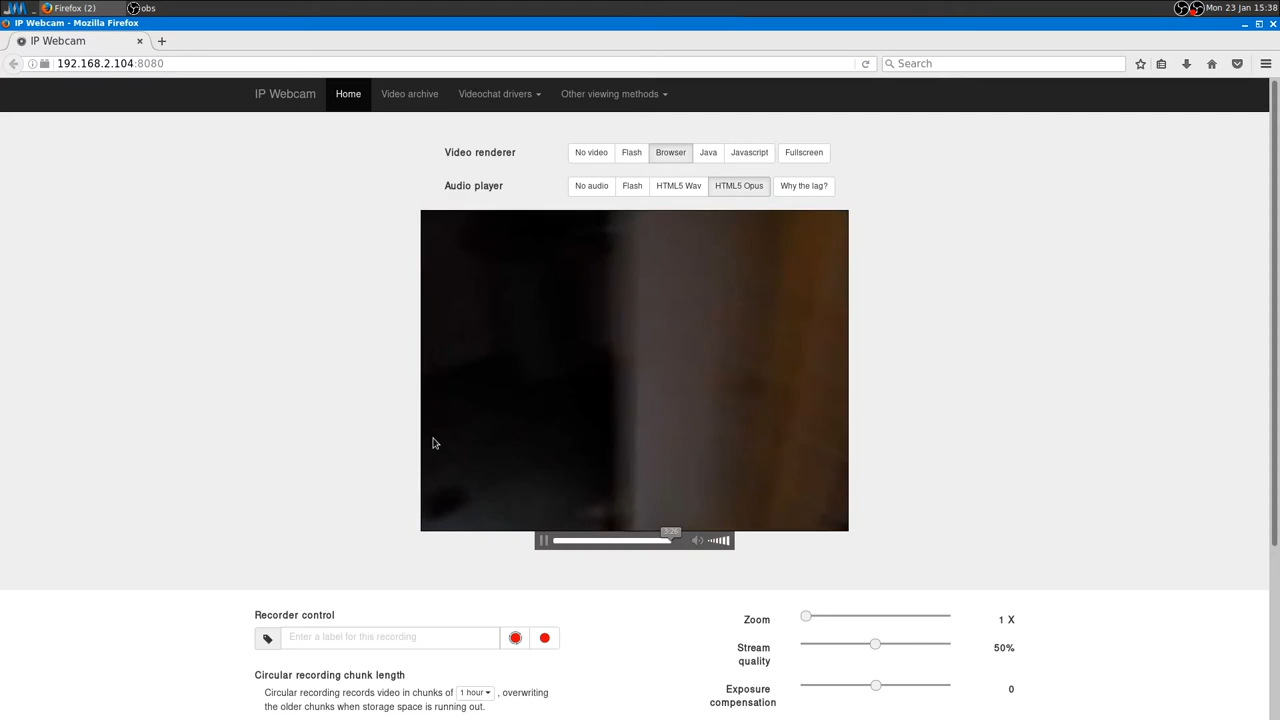 Firefox (2)
obs
Mon 23 Jan 15:38
IP Webcam - Mozilla Firefox
IP Webcam
192.168.2.104:8080
Search
IP Webcam
Home
Video archive
Videochat drivers
Other viewing methods
Video renderer
No video
Flash
Browser
Java
Javascript
Fullscreen
Audio player
No audio
Flash
HTML5 Wav
HTML5 Opus
Why the lag?
3:26
Recorder control
Enter a label for this recording
Circular recording chunk length
Circular recording records video in chunks of 1 hour , overwriting
the older chunks when storage space is running out.
Zoom
1 X
Stream
quality
50%
Exposure
compensation
0